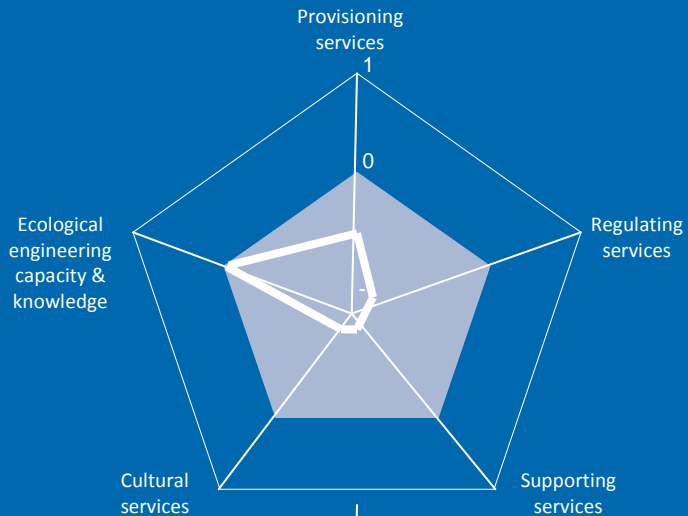 Provisioning
services
1
0
Ecological
engineering
capacity &
knowledge
Regulating
services
-
Cultural
services
Supporting
services